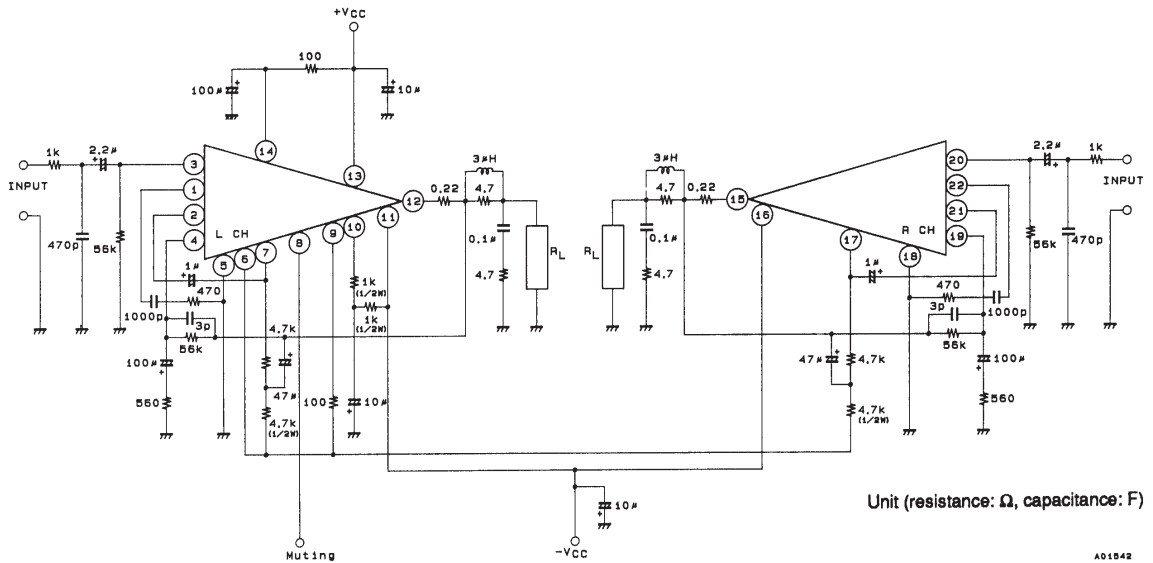 +VCC
100
100µ
+
10µ
+
14
13
1k
2,2µ
+
3
INPUT
1
2
4
470p
56k
L CH
5
6
7
8
9
10
11
12
0,22
3µH
4.7
0.1µ
4.7
RL
1µ
+
470
1000p
3p
56k
100µ
+
560
4.7k
47µ
+
4.7k
(1/2W)
100
1k
(1/2W)
1k
(1/2W)
10µ
+
3µH
4.7
0.22
15
16
17
18
RL
0.1µ
4.7
20
22
21
19
R CH
2.2µ
+
1k
INPUT
56k
470p
1µ
+
470
1000p
3p
56k
100µ
+
560
47µ
+
4.7k
4.7k
(1/2W)
10µ
+
Muting
-VCC
Unit (resistance: Ω, capacitance: F)
A01542